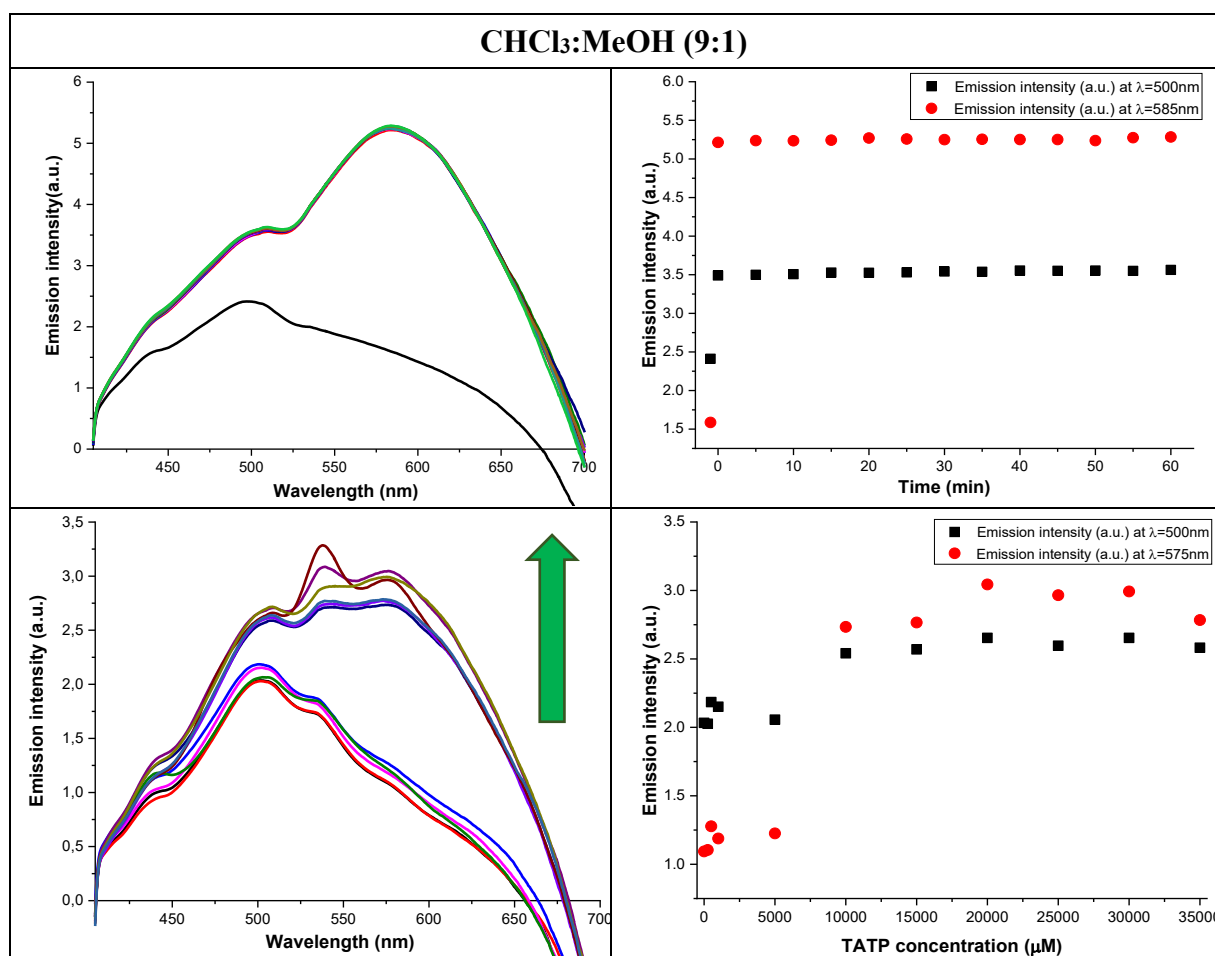 CHCl₃:MeOH (9:1)
6
5
4
3
2
1
0
Emission intensity(a.u.)
450 500 550 600 650 700
Wavelength (nm)
6.0
5.5
5.0
4.5
4.0
3.5
3.0
2.5
2.0
1.5
Emission intensity (a.u.)
Emission intensity (a.u.) at λ=500nm
Emission intensity (a.u.) at λ=585nm
0 10 20 30 40 50 60
Time (min)
3,5
3,0
2,5
2,0
1,5
1,0
0,5
0,0
Emission intensity (a.u.)
450 500 550 600 650 700
Wavelength (nm)
3.5
3.0
2.5
2.0
1.5
1.0
Emission intensity (a.u.)
Emission intensity (a.u.) at λ=500nm
Emission intensity (a.u.) at λ=575nm
0 5000 10000 15000 20000 25000 30000 35000
TATP concentration (μM)